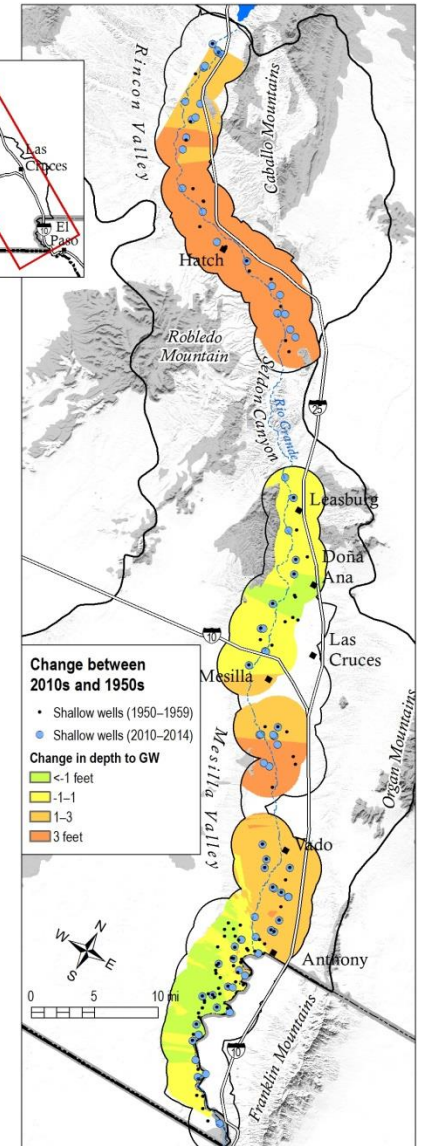 Las
Cruces
10
El
Paso
Rincon Valley
Caballo Mountains
Hatch
Robledo
Mountain
Seldon Canyon
Rio Grande
25
Leasburg
Doña
Ana
10
Las
Cruces
Mesilla
Organ Mountains
Mesilla Valley
Change between
2010s and 1950s
Shallow wells (1950–1959)
Shallow wells (2010–2014)
Change in depth to GW
<-1 feet
-1–1
1–3
3 feet
Vado
N
W
E
S
Anthony
0 5 10 mi
10
Franklin Mountains